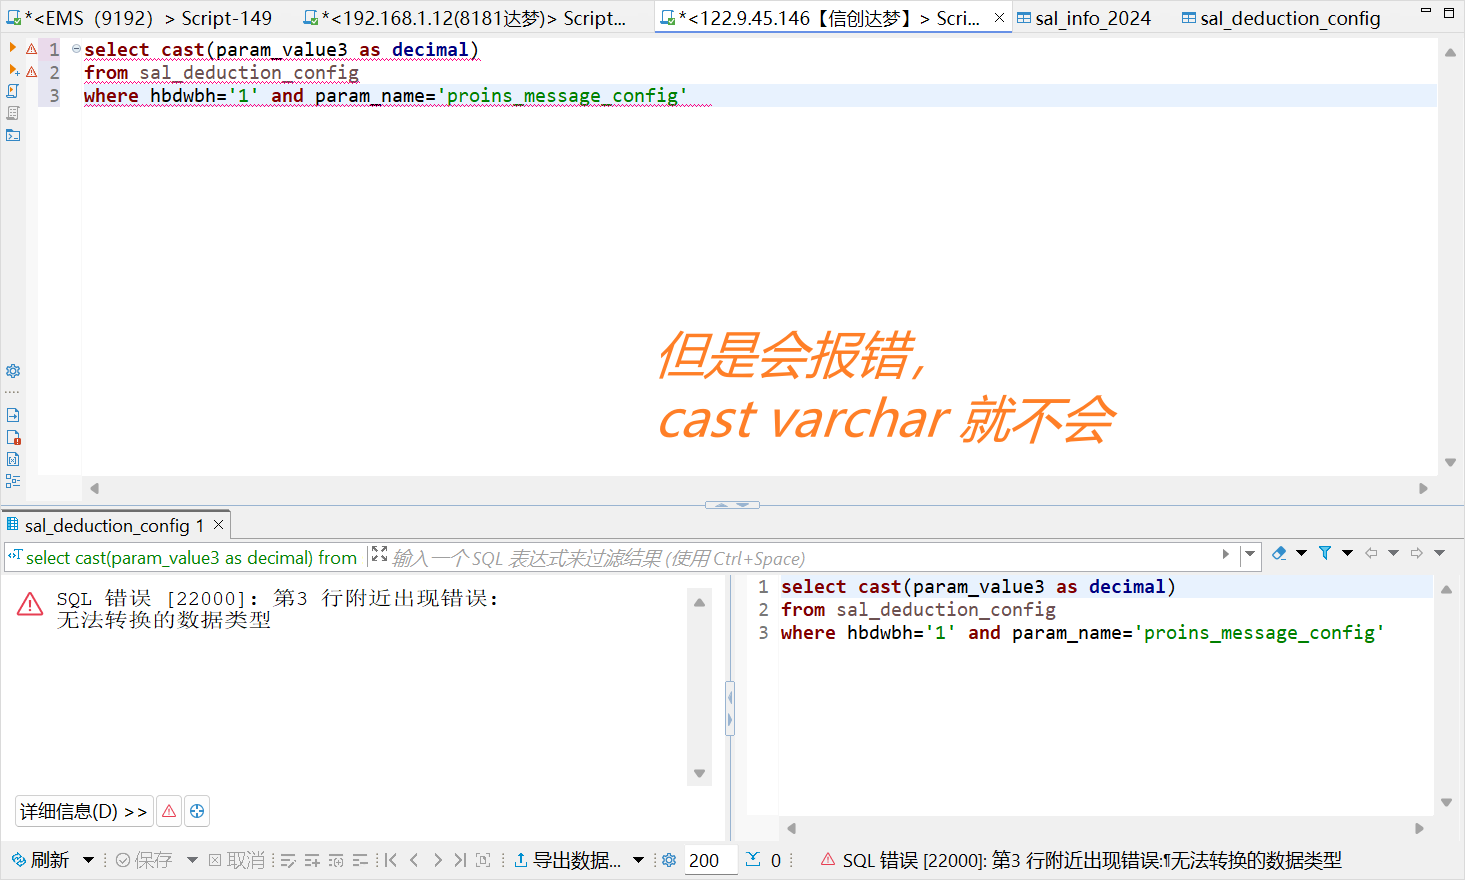 *<EMS（9192）> Script-149
*<192.168.1.12(8181达梦)> Script...
*<122.9.45.146【信创达梦】> Scri...
sal_info_2024
sal_deduction_config
1 select cast(param_value3 as decimal)
2 from sal_deduction_config
3 where hbdwbh='1' and param_name='proins_message_config'
但是会报错，
cast varchar 就不会
sal_deduction_config 1
select cast(param_value3 as decimal) from
输入一个 SQL 表达式来过滤结果 (使用 Ctrl+Space)
SQL 错误 [22000]: 第3 行附近出现错误:
无法转换的数据类型
1 select cast(param_value3 as decimal)
2 from sal_deduction_config
3 where hbdwbh='1' and param_name='proins_message_config'
详细信息(D) >>
刷新
保存
取消
导出数据...
200
0
SQL 错误 [22000]: 第3 行附近出现错误:¶无法转换的数据类型